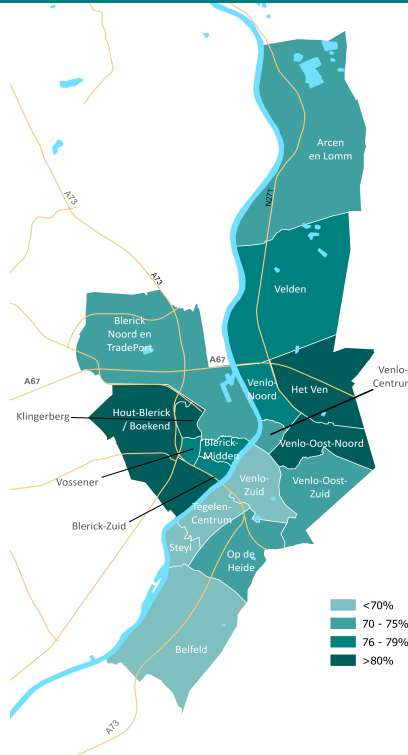 Arcen
en Lomm
A73
N271
A73
Velden
Blerick
Noord en
TradePort
A67
Venlo-
Centrum
A67
Venlo-
Noord
Het Ven
Klingerberg
Hout-Blerick
/ Boekend
Venlo-Oost-Noord
Blerick-
Midden
Vossener
Venlo-
Zuid
Venlo-Oost-
Zuid
Blerick-Zuid
Tegelen-
Centrum
Steyl
Op de
Heide
<70%
70 - 75%
76 - 79%
>80%
Belfeld
A73